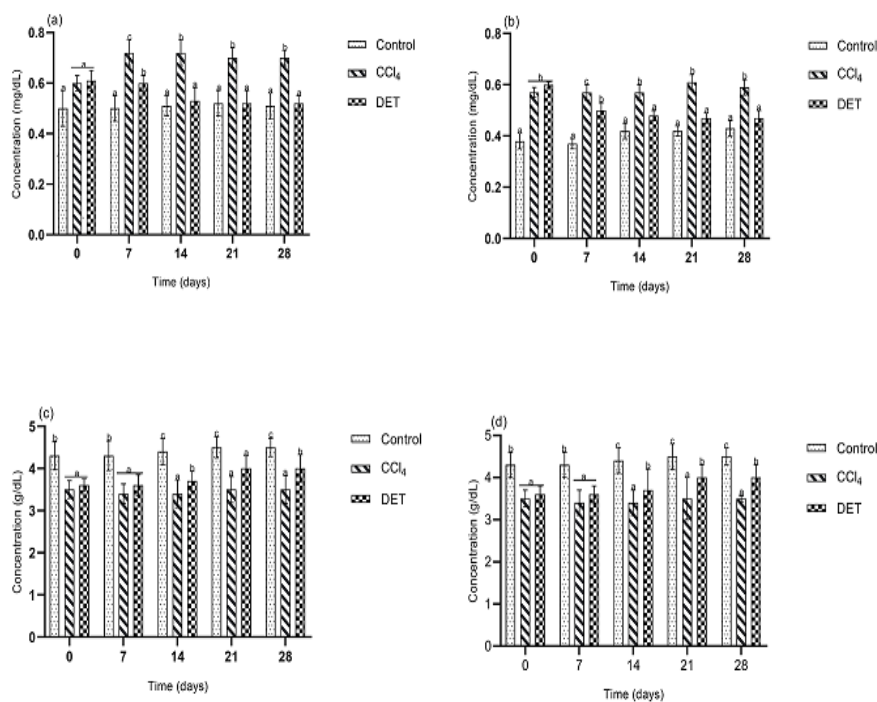 (a)
0.8
0.6
0.4
0.2
0.0
Concentration (mg/dL)
a
a
a
c
b
a
b
a
a
b
a
a
b
a
0
7
14
21
28
Time (days)
Control
CCl₄
DET
(b)
0.8
0.6
0.4
0.2
0.0
Concentration (mg/dL)
a
b
a
c
b
a
b
a
a
b
a
a
b
a
0
7
14
21
28
Time (days)
Control
CCl₄
DET
(c)
5
4
3
2
1
0
Concentration (g/dL)
b
a
b
a
c
a
b
c
a
a
c
a
b
0
7
14
21
28
Time (days)
Control
CCl₄
DET
(d)
5
4
3
2
1
0
Concentration (g/dL)
b
a
b
a
c
a
b
c
a
b
c
a
b
0
7
14
21
28
Time (days)
Control
CCl₄
DET